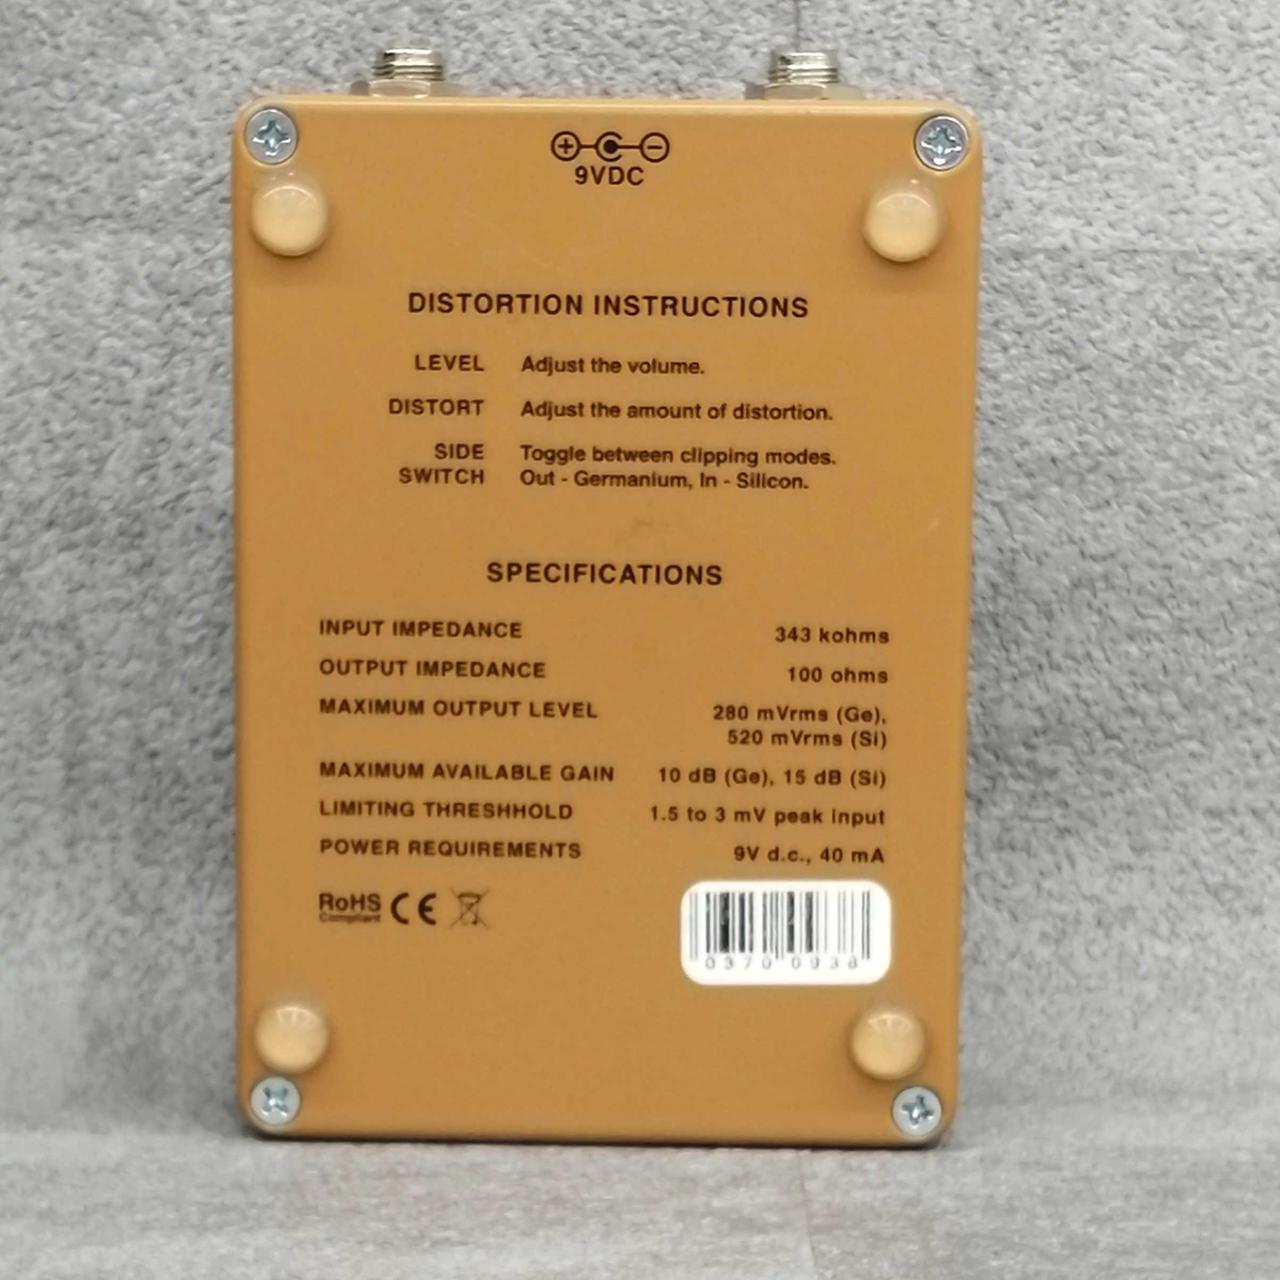 9VDC
DISTORTION INSTRUCTIONS
LEVEL Adjust the volume.
DISTORT Adjust the amount of distortion.
SIDE Toggle between clipping modes.
SWITCH Out - Germanium, In - Silicon.
SPECIFICATIONS
INPUT IMPEDANCE 343 kohms
OUTPUT IMPEDANCE 100 ohms
MAXIMUM OUTPUT LEVEL 280 mVrms (Ge),
520 mVrms (Si)
MAXIMUM AVAILABLE GAIN 10 dB (Ge), 15 dB (Si)
LIMITING THRESHHOLD 1.5 to 3 mV peak input
POWER REQUIREMENTS 9V d.c., 40 mA
RoHS CE
Compliant
0370 0938